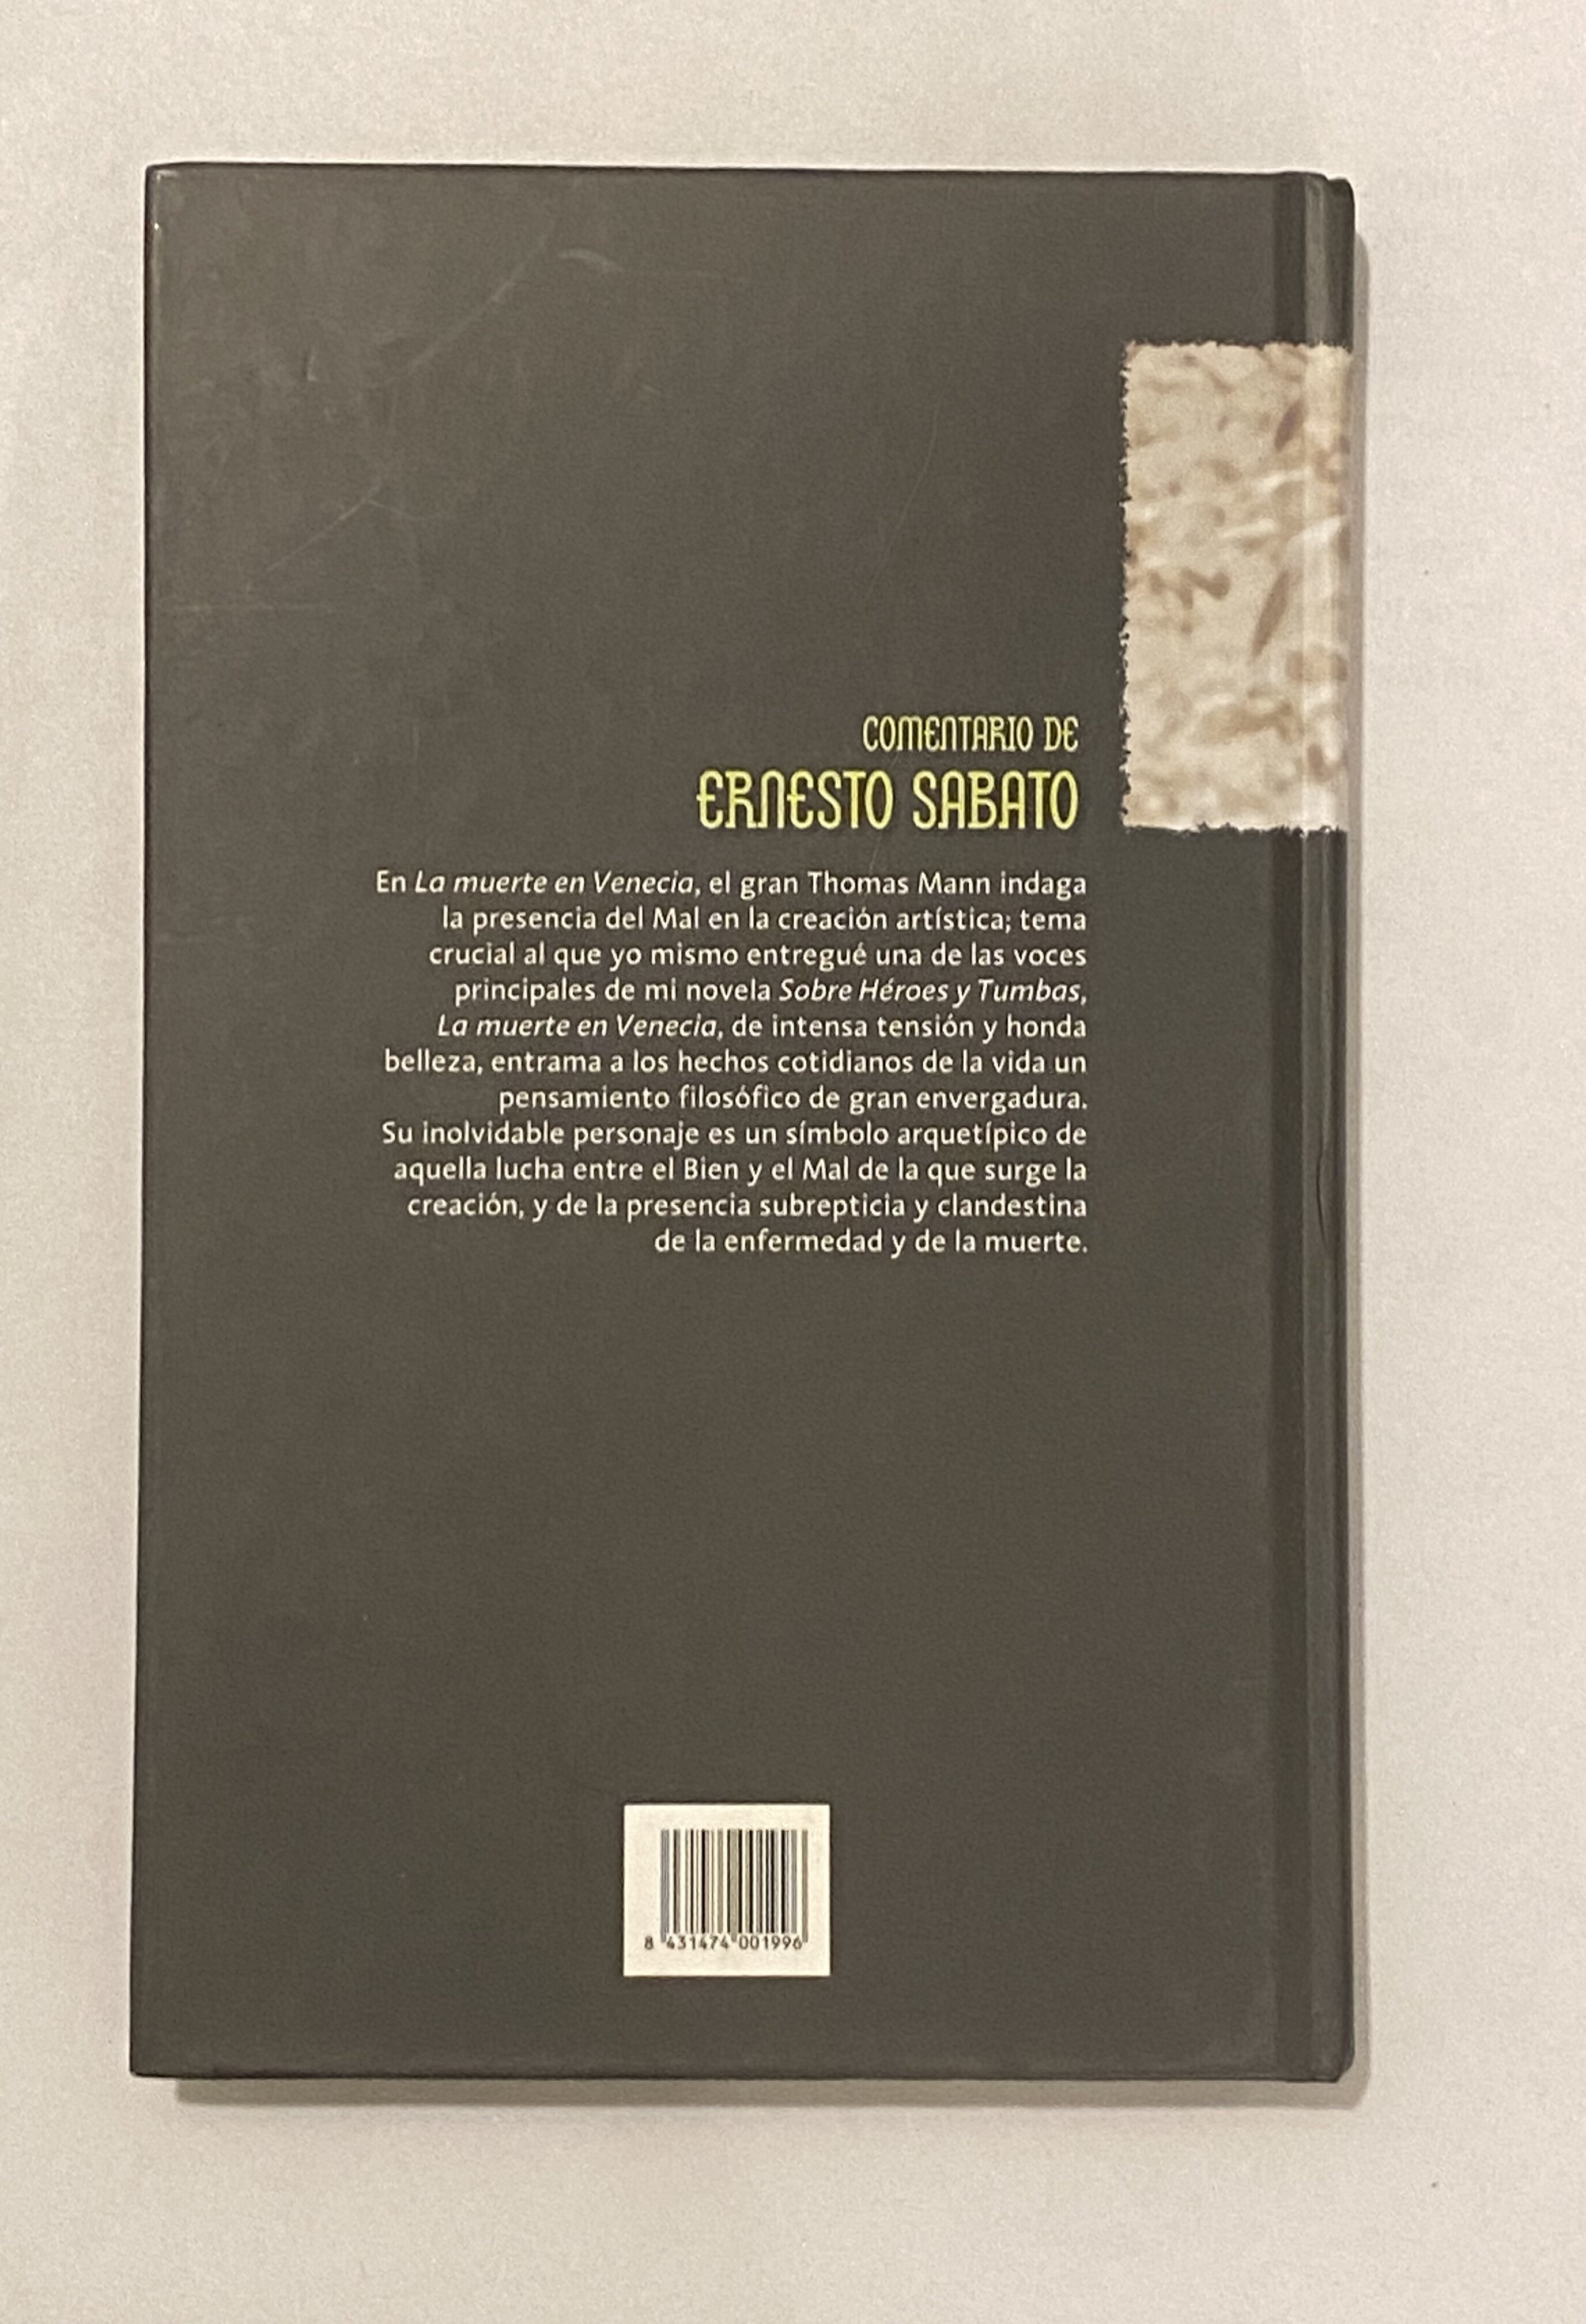 COMENTARIO DE
ERNESTO SABATO
En La muerte en Venecia, el gran Thomas Mann indaga
la presencia del Mal en la creación artística; tema
crucial al que yo mismo entregué una de las voces
principales de mi novela Sobre Héroes y Tumbas,
La muerte en Venecia, de intensa tensión y honda
belleza, entrama a los hechos cotidianos de la vida un
pensamiento filosófico de gran envergadura.
Su inolvidable personaje es un símbolo arquetípico de
aquella lucha entre el Bien y el Mal de la que surge la
creación, y de la presencia subrepticia y clandestina
de la enfermedad y de la muerte.
8 431474 001996